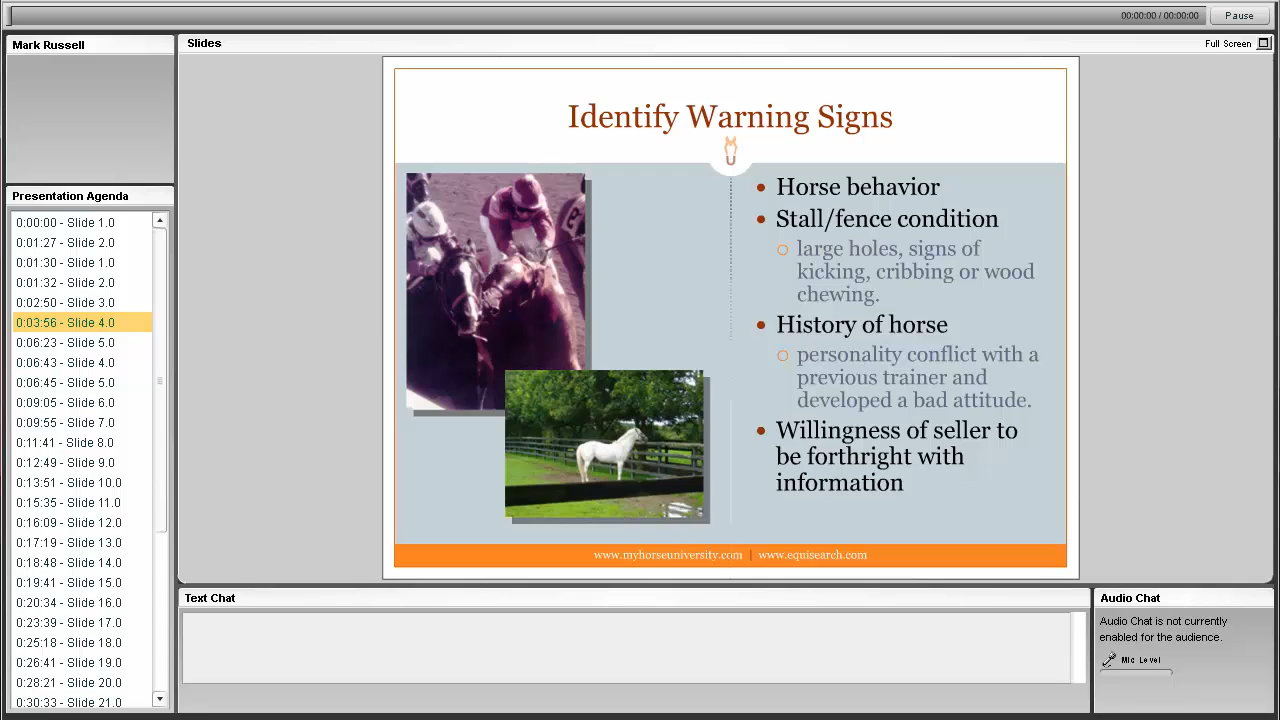 00:00:00 / 00:00:00
Pause
Mark Russell
Slides
Full Screen
Identify Warning Signs
• Horse behavior
• Stall/fence condition
large holes, signs of
kicking, cribbing or wood
chewing.
• History of horse
personality conflict with a
previous trainer and
developed a bad attitude.
• Willingness of seller to
be forthright with
information
www.myhorseuniversity.com | www.equisearch.com
Presentation Agenda
0:00:00 - Slide 1.0
0:01:27 - Slide 2.0
0:01:30 - Slide 1.0
0:01:32 - Slide 2.0
0:02:50 - Slide 3.0
0:03:56 - Slide 4.0
0:06:23 - Slide 5.0
0:06:43 - Slide 4.0
0:06:45 - Slide 5.0
0:09:05 - Slide 6.0
0:09:55 - Slide 7.0
0:11:41 - Slide 8.0
0:12:49 - Slide 9.0
0:13:51 - Slide 10.0
0:15:35 - Slide 11.0
0:16:09 - Slide 12.0
0:17:19 - Slide 13.0
0:18:48 - Slide 14.0
0:19:41 - Slide 15.0
0:20:34 - Slide 16.0
0:23:39 - Slide 17.0
0:25:18 - Slide 18.0
0:26:41 - Slide 19.0
0:28:21 - Slide 20.0
0:30:33 - Slide 21.0
Text Chat
Audio Chat
Audio Chat is not currently
enabled for the audience.
Mic Level